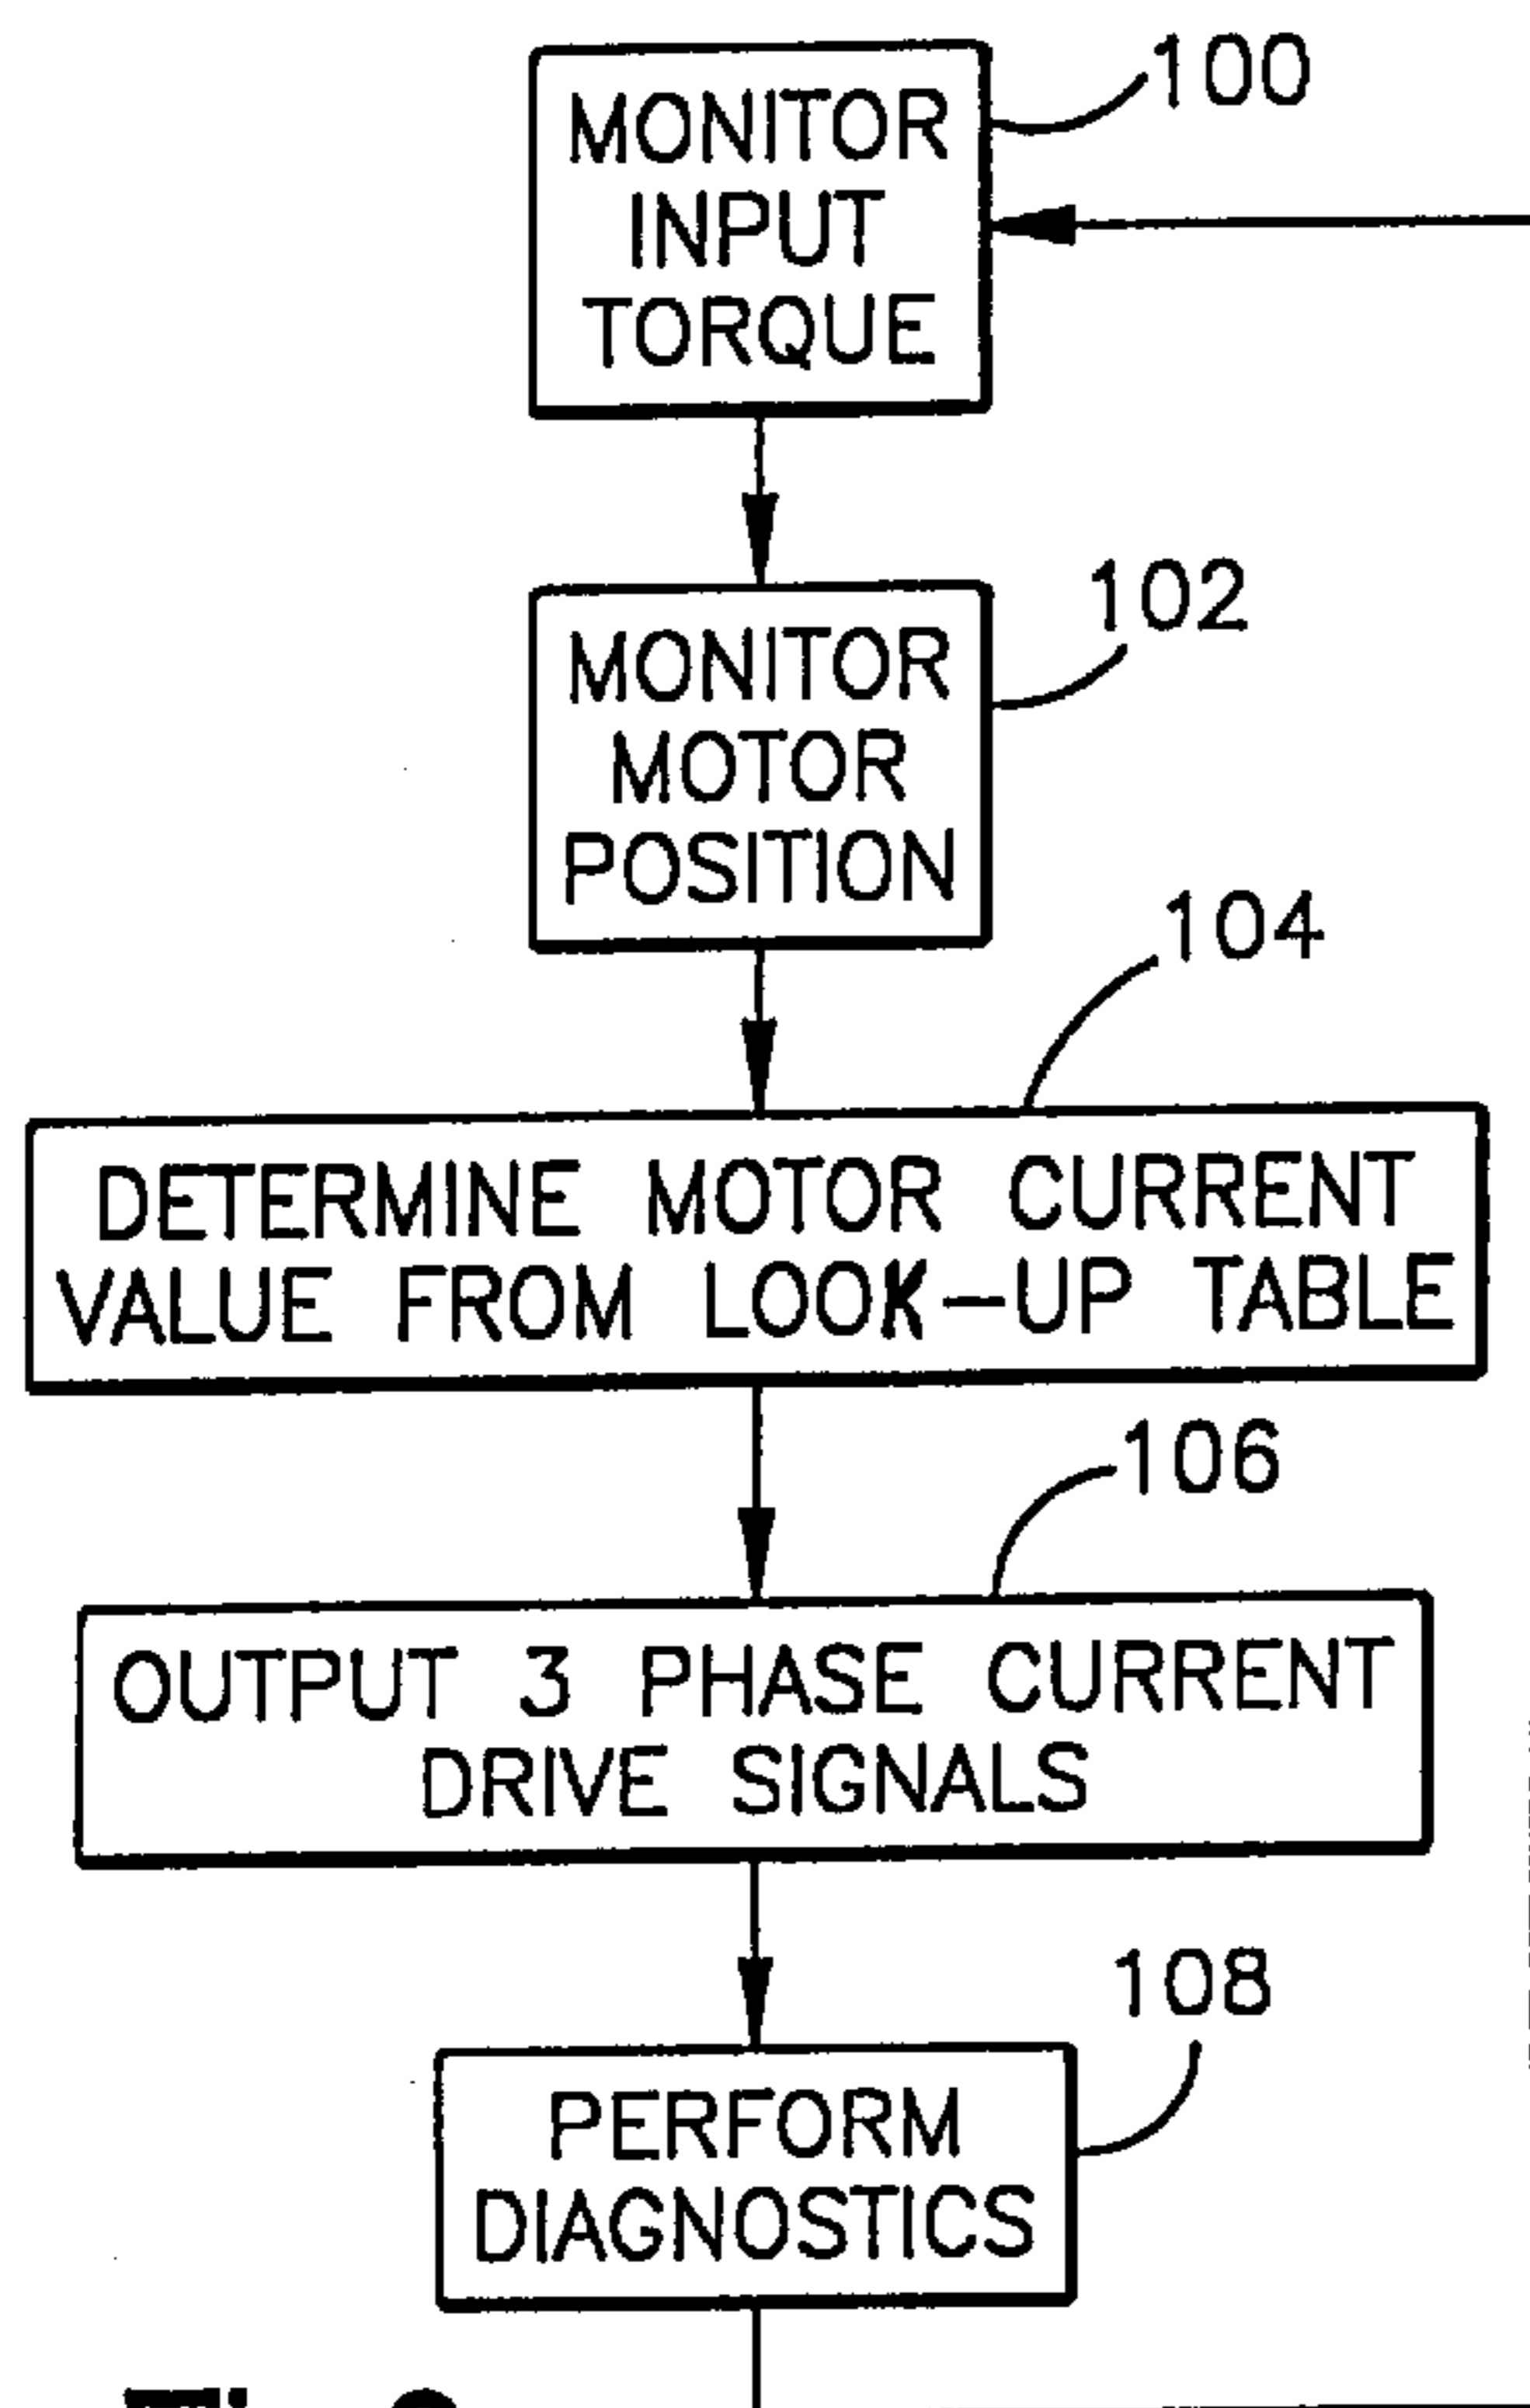 100
MONITOR
INPUT
TORQUE
102
MONITOR
MOTOR
POSITION
104
DETERMINE MOTOR CURRENT
VALUE FROM LOOK-UP TABLE
106
OUTPUT 3 PHASE CURRENT
DRIVE SIGNALS
108
PERFORM
DIAGNOSTICS